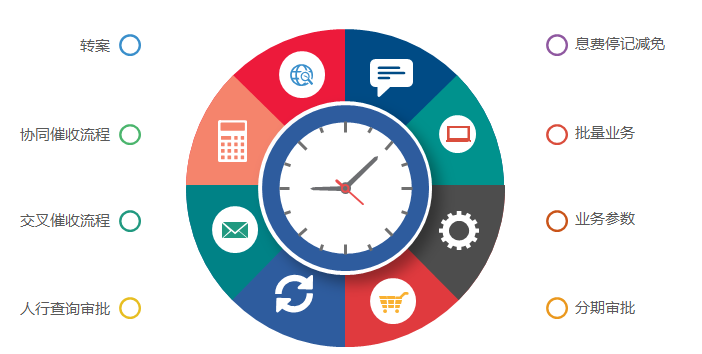 转案
协同催收流程
交叉催收流程
人行查询审批
息费停记减免
批量业务
业务参数
分期审批